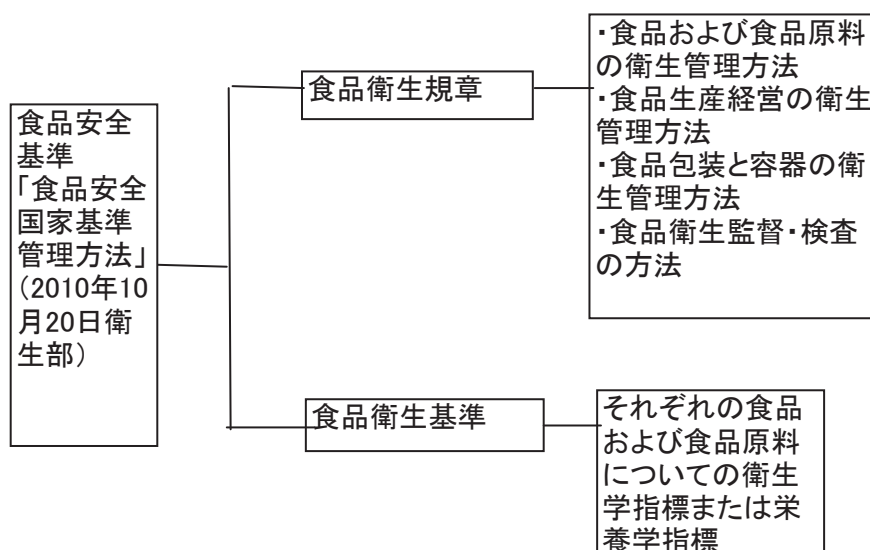 食品安全
基準
「食品安全
国家基準
管理方法」
（2010年10
月20日衛
生部）
食品衛生規章
・食品および食品原料
の衛生管理方法
・食品生産経営の衛生
管理方法
・食品包装と容器の衛
生管理方法
・食品衛生監督・検査
の方法
食品衛生基準
それぞれの食品
および食品原料
についての衛生
学指標または栄
養学指標